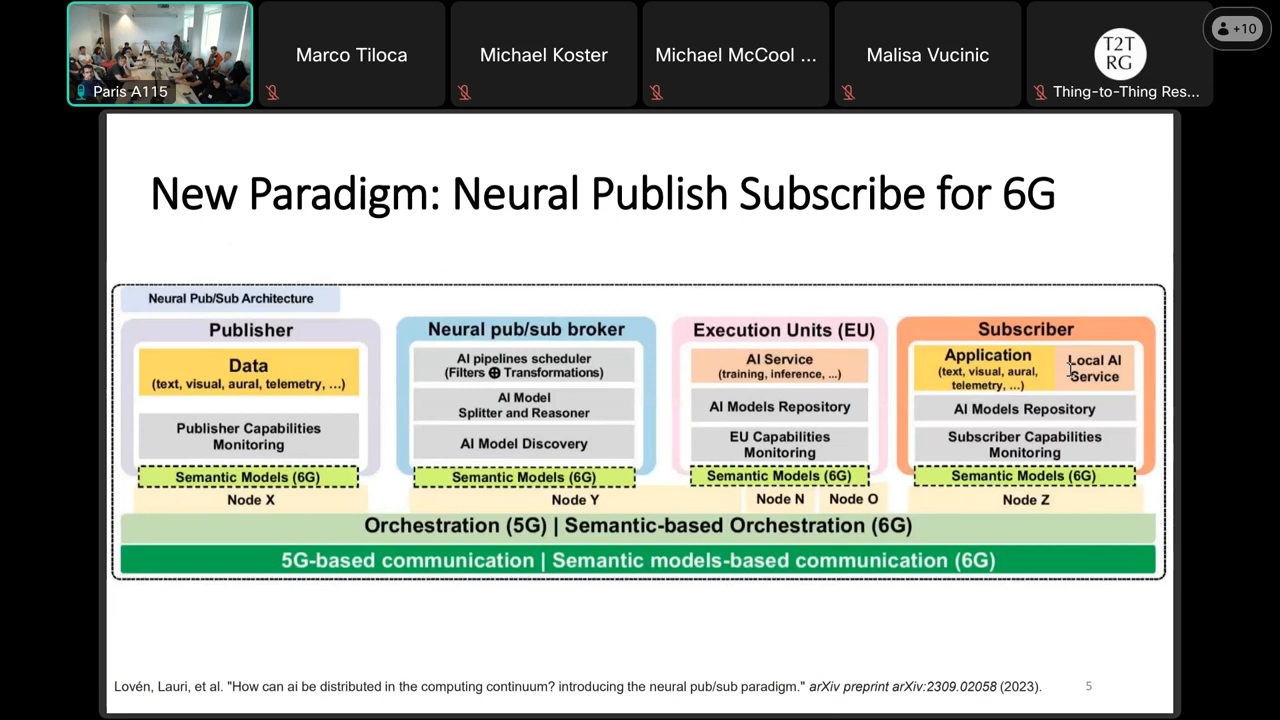 Paris A115
Marco Tiloca
Michael Koster
Michael McCool ...
Malisa Vucinic
T2T
RG
Thing-to-Thing Res...
+10
New Paradigm: Neural Publish Subscribe for 6G
Neural Pub/Sub Architecture
Publisher
Data
(text, visual, aural, telemetry, ...)
Publisher Capabilities
Monitoring
Semantic Models (6G)
Node X
Neural pub/sub broker
AI pipelines scheduler
(Filters ⊕ Transformations)
AI Model
Splitter and Reasoner
AI Model Discovery
Semantic Models (6G)
Node Y
Execution Units (EU)
AI Service
(training, inference, ...)
AI Models Repository
EU Capabilities
Monitoring
Semantic Models (6G)
Node N
Node O
Subscriber
Application
(text, visual, aural,
telemetry, ...)
Local AI
Service
AI Models Repository
Subscriber Capabilities
Monitoring
Semantic Models (6G)
Node Z
Orchestration (5G) | Semantic-based Orchestration (6G)
5G-based communication | Semantic models-based communication (6G)
Lovén, Lauri, et al. "How can ai be distributed in the computing continuum? introducing the neural pub/sub paradigm." arXiv preprint arXiv:2309.02058 (2023).
5